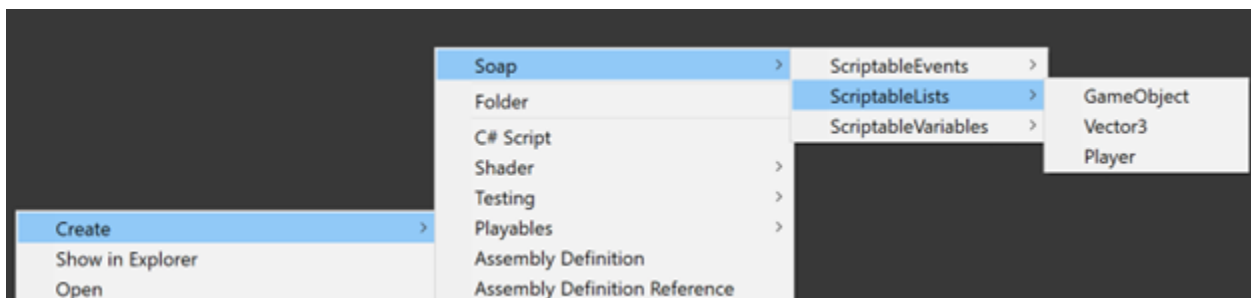 Soap
Folder
C# Script
Shader
Testing
Playables
Assembly Definition
Assembly Definition Reference
ScriptableEvents
ScriptableLists
ScriptableVariables
GameObject
Vector3
Player
Create
Show in Explorer
Open